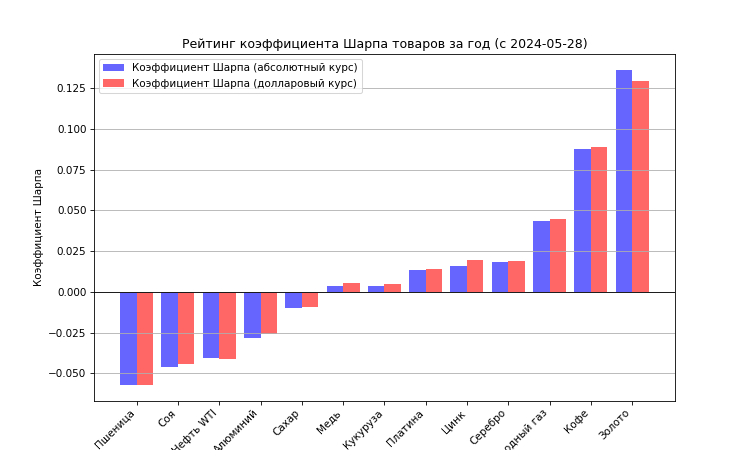 Рейтинг коэффициента Шарпа товаров за год (с 2024-05-28)
Коэффициент Шарпа (абсолютный курс)
Коэффициент Шарпа (долларовый курс)
Коэффициент Шарпа
0.125
0.100
0.075
0.050
0.025
0.000
−0.025
−0.050
Пшеница
Соя
Нефть WTI
Алюминий
Сахар
Медь
Кукуруза
Платина
Цинк
Серебро
газ
Кофе
Золото